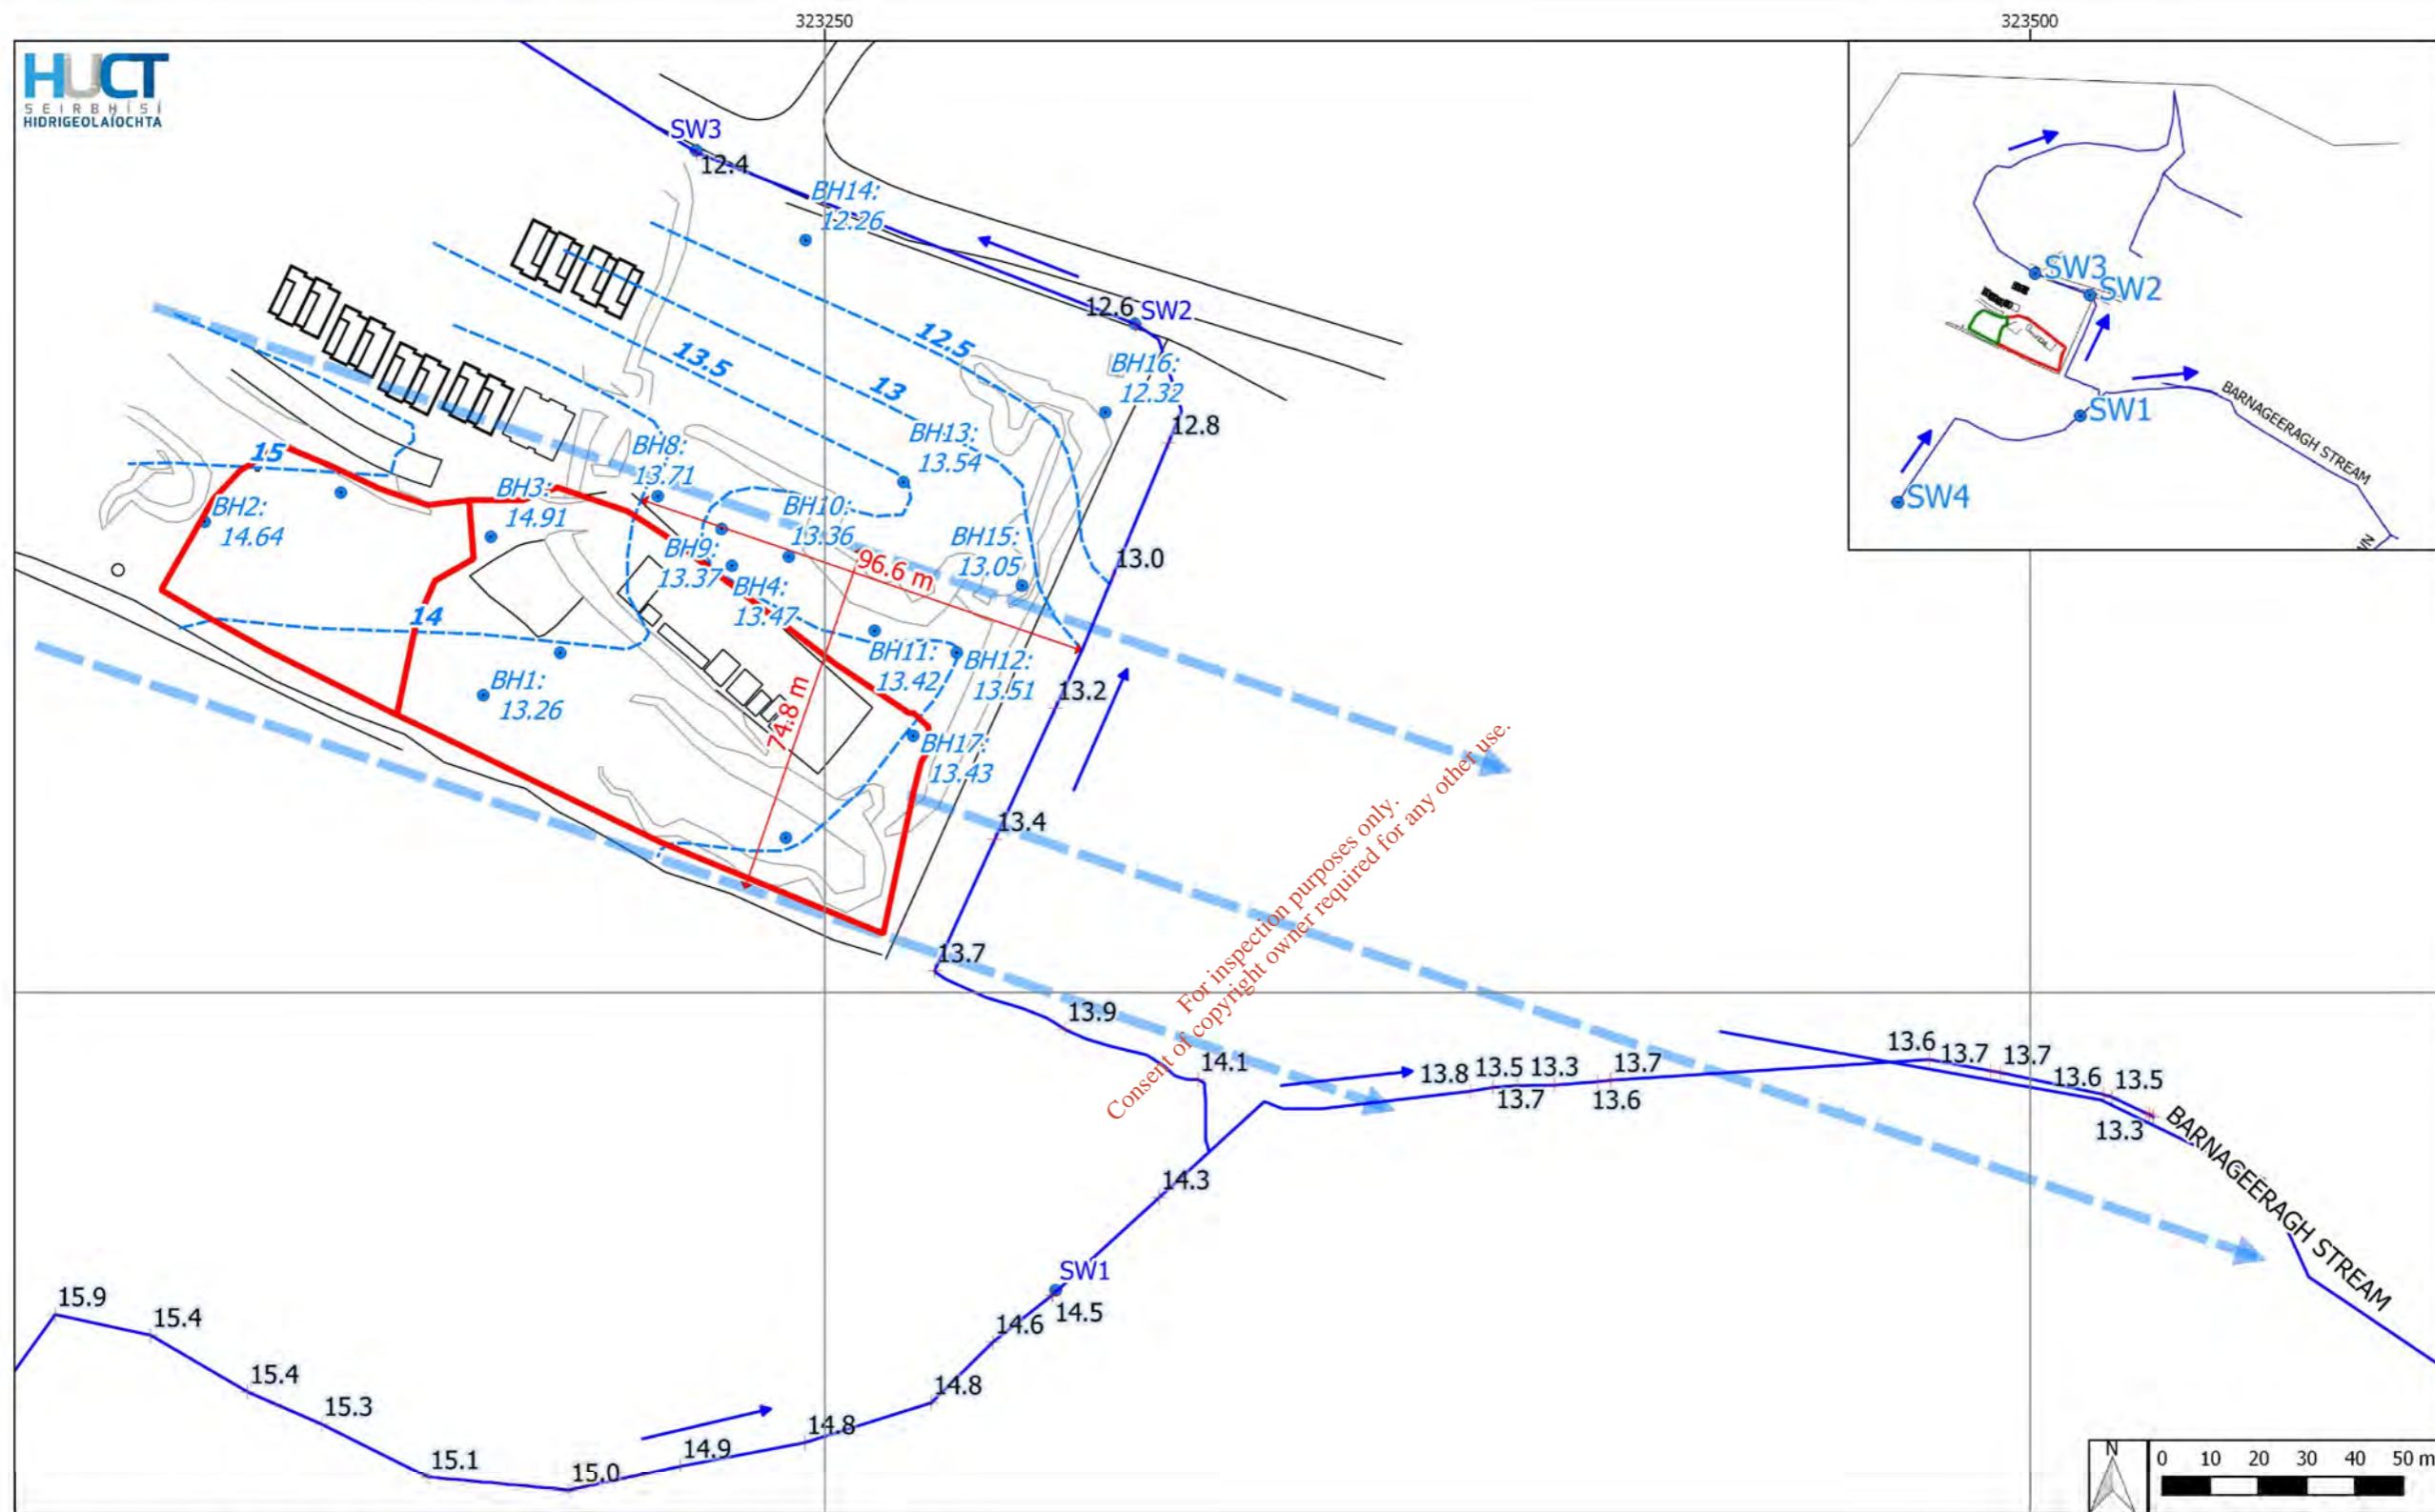 323250
323500
HUCT
SEIRBHÍSÍ
HIDRIGEOLAÍOCHTA
SW3
12.4
BH14:
12.26
12.6
SW2
12.5
13
13.5
BH16:
12.32
12.8
BH13:
13.54
BH8:
13.71
15
BH3:
14.91
BH2:
14.64
BH10:
13.36
BH9:
13.37
BH4:
13.47
BH15:
13.05
13.0
96.6 m
14
BH1:
13.26
BH11:
13.42
BH12:
13.51
13.2
74.8 m
BH17:
13.43
13.4
13.7
13.9
14.1
14.3
SW1
14.5
14.6
14.8
14.8
14.9
15.0
15.1
15.3
15.4
15.4
15.9
13.8
13.5
13.3
13.7
13.7
13.6
13.6
13.7
13.7
13.6
13.5
13.3
BARNAGEERAGH STREAM
For inspection purposes only.
Consent of copyright owner required for any other use.
SW3
SW2
SW1
SW4
BARNAGEERAGH STREAM
N
0 10 20 30 40 50 m